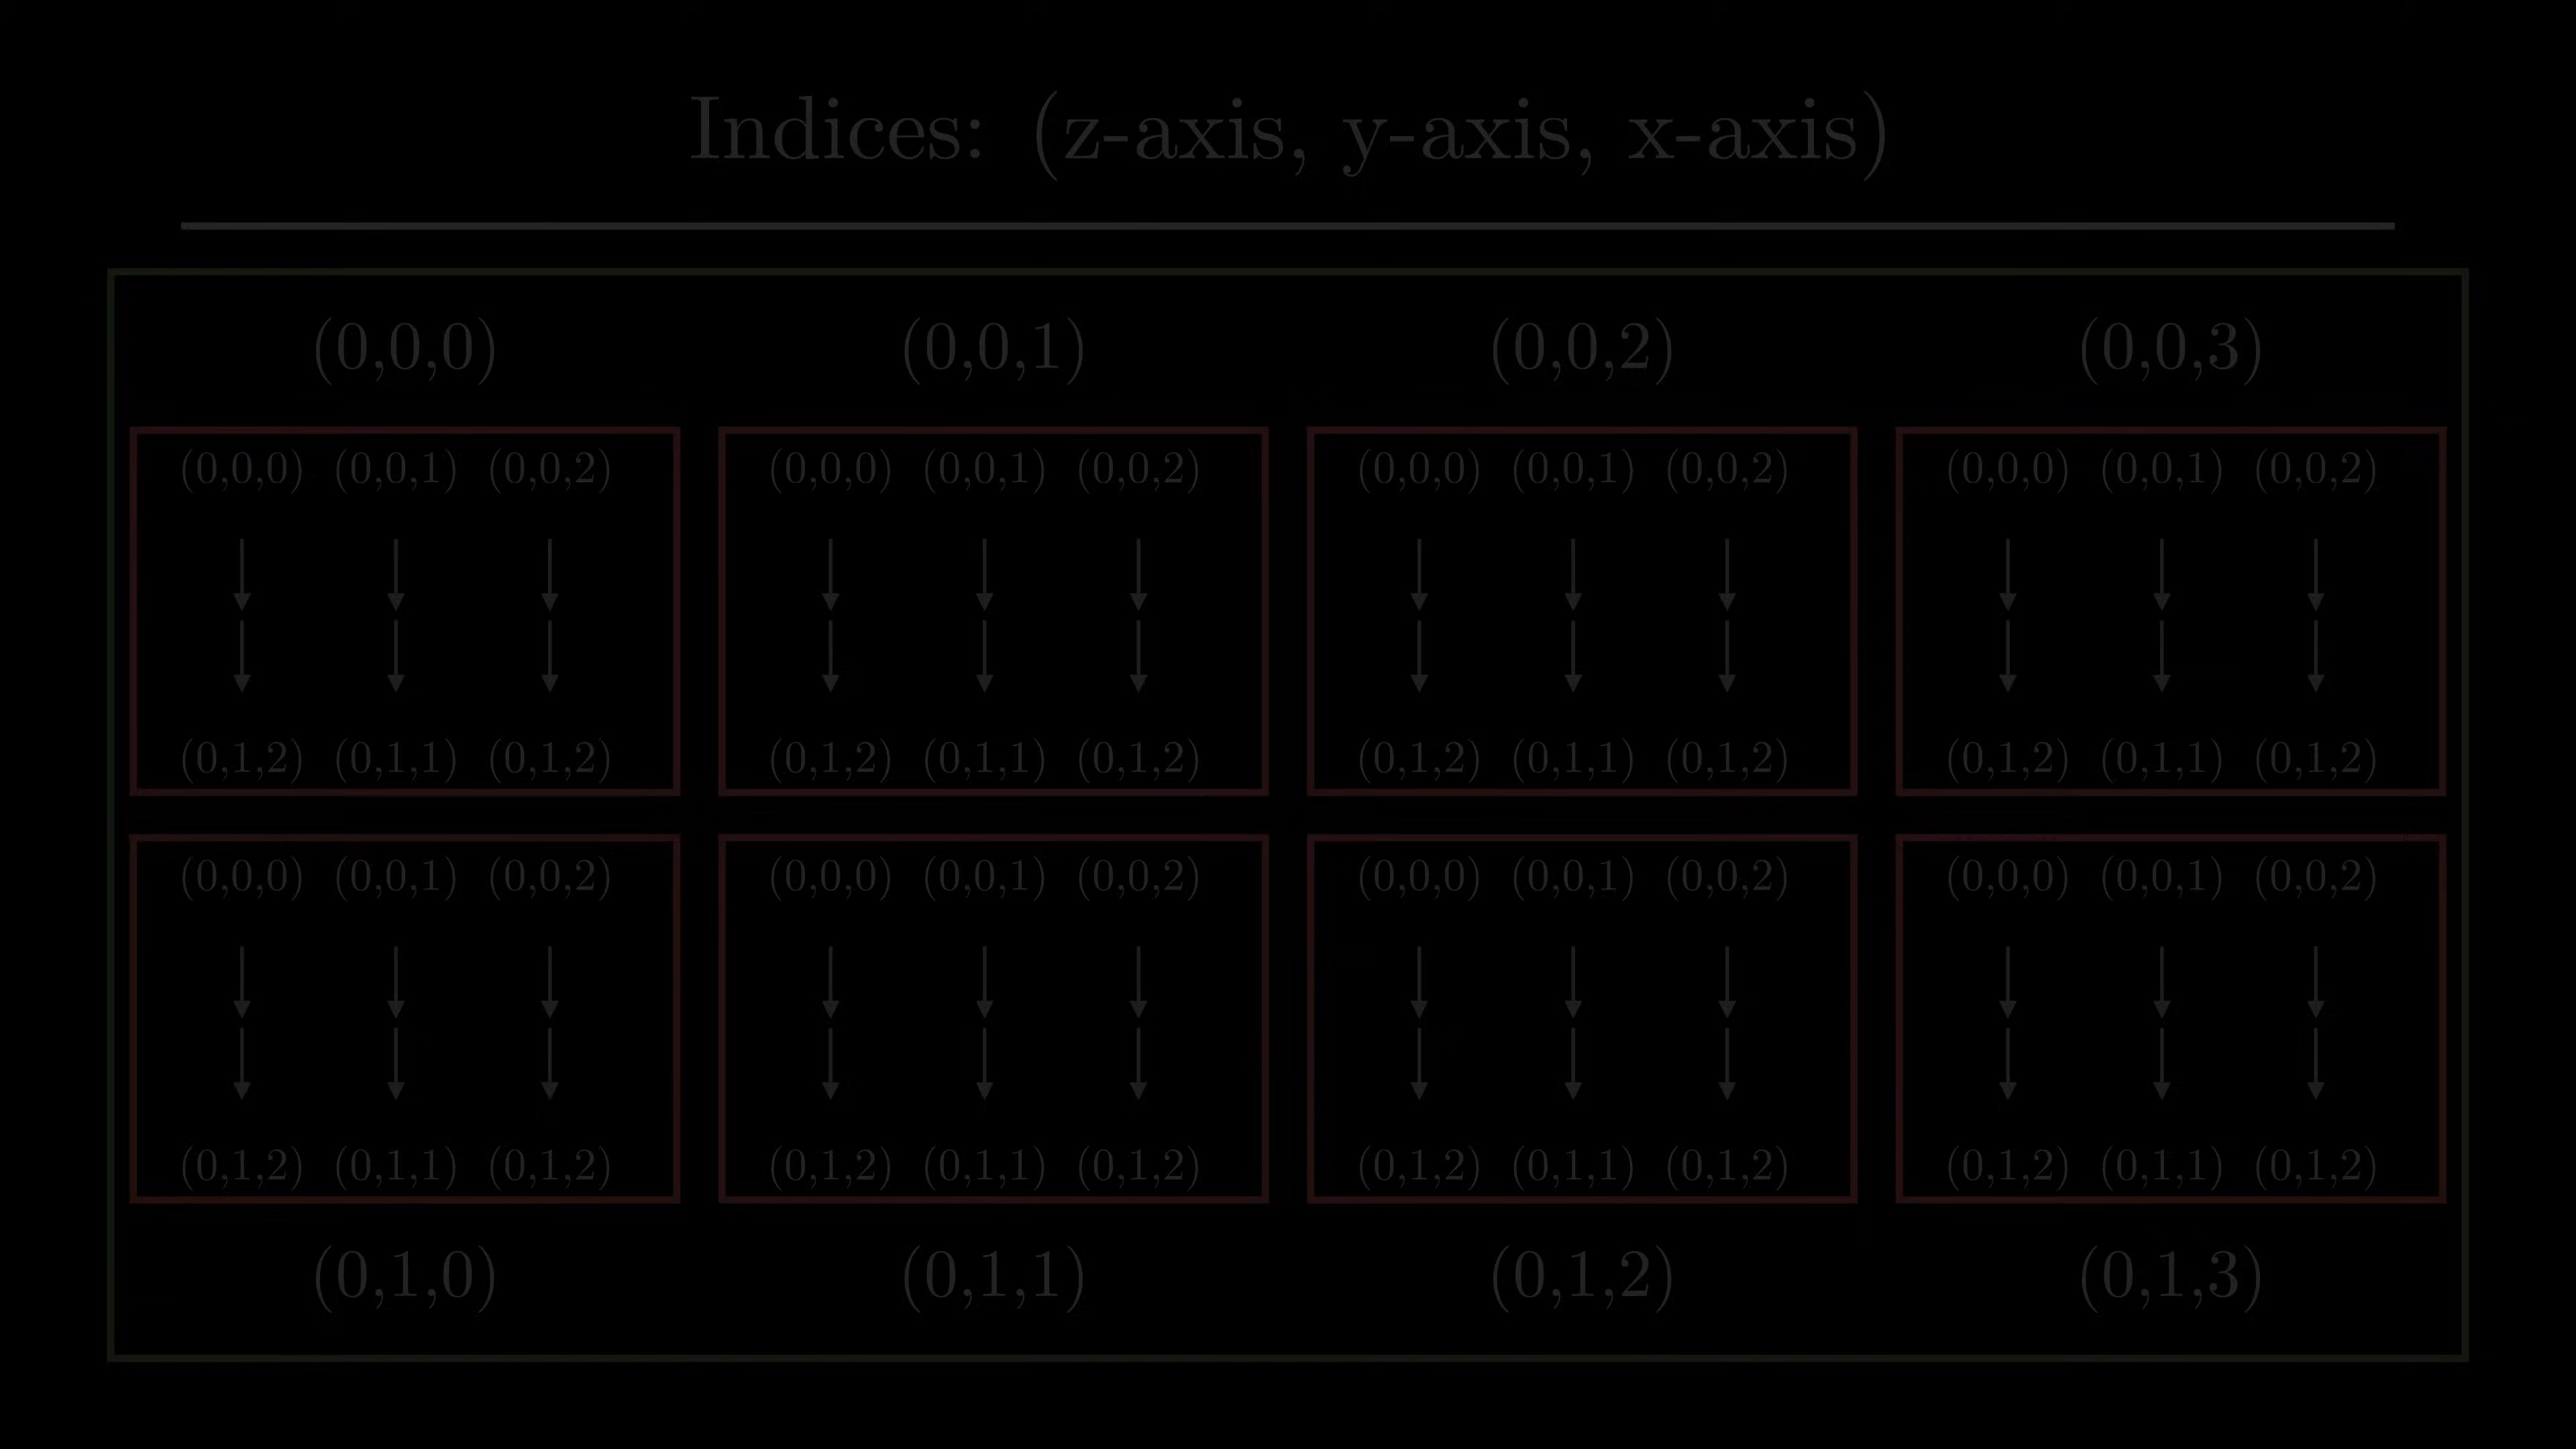 Indices: (z-axis, y-axis, x-axis)
(0,0,0) (0,0,1) (0,0,2) (0,0,3)
(0,0,0) (0,0,1) (0,0,2) (0,0,0) (0,0,1) (0,0,2) (0,0,0) (0,0,1) (0,0,2) (0,0,0) (0,0,1) (0,0,2)
(0,1,2) (0,1,1) (0,1,2) (0,1,2) (0,1,1) (0,1,2) (0,1,2) (0,1,1) (0,1,2) (0,1,2) (0,1,1) (0,1,2)
(0,0,0) (0,0,1) (0,0,2) (0,0,0) (0,0,1) (0,0,2) (0,0,0) (0,0,1) (0,0,2) (0,0,0) (0,0,1) (0,0,2)
(0,1,2) (0,1,1) (0,1,2) (0,1,2) (0,1,1) (0,1,2) (0,1,2) (0,1,1) (0,1,2) (0,1,2) (0,1,1) (0,1,2)
(0,1,0) (0,1,1) (0,1,2) (0,1,3)